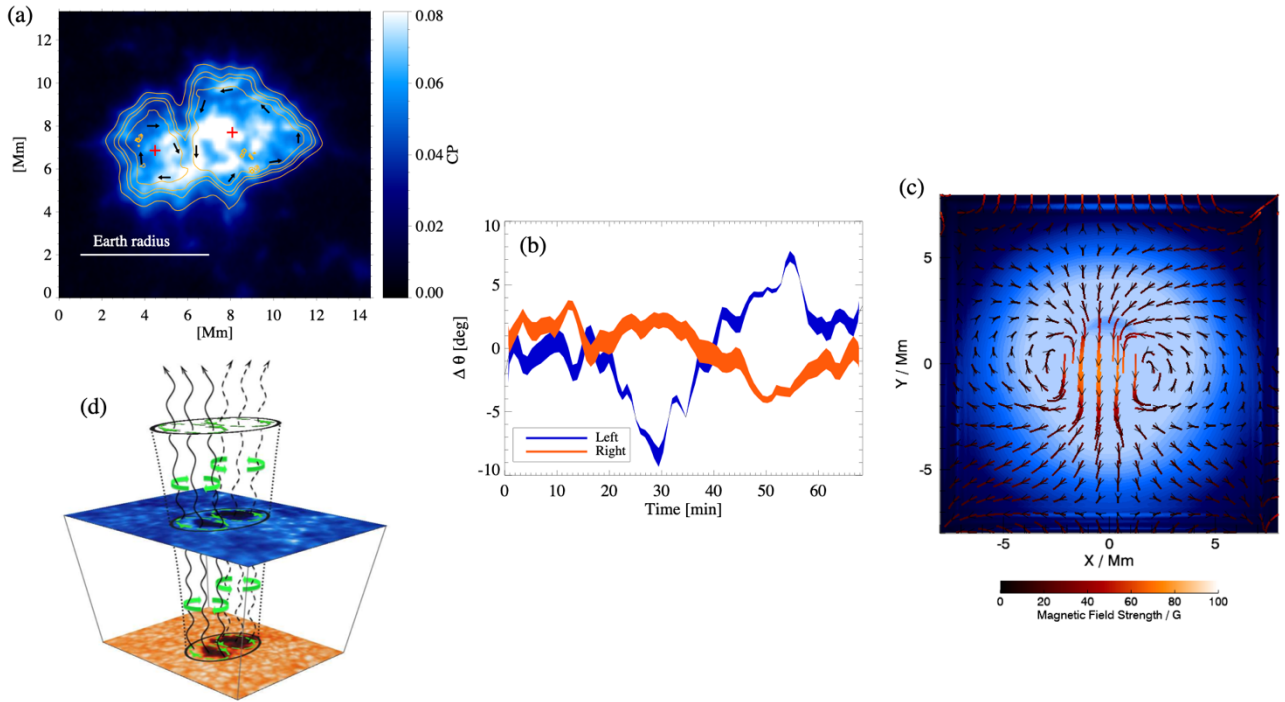 (a)
[Mm]
12
10
8
6
4
2
0
Earth radius
0 2 4 6 8 10 12 14
[Mm]
0.08
0.06
0.04
0.02
0.00
CP
(b)
Δ θ [deg]
10
5
0
-5
-10
Left
Right
0 10 20 30 40 50 60
Time [min]
(c)
Y / Mm
5
0
-5
-5 0 5
X / Mm
0 20 40 60 80 100
Magnetic Field Strength / G
(d)